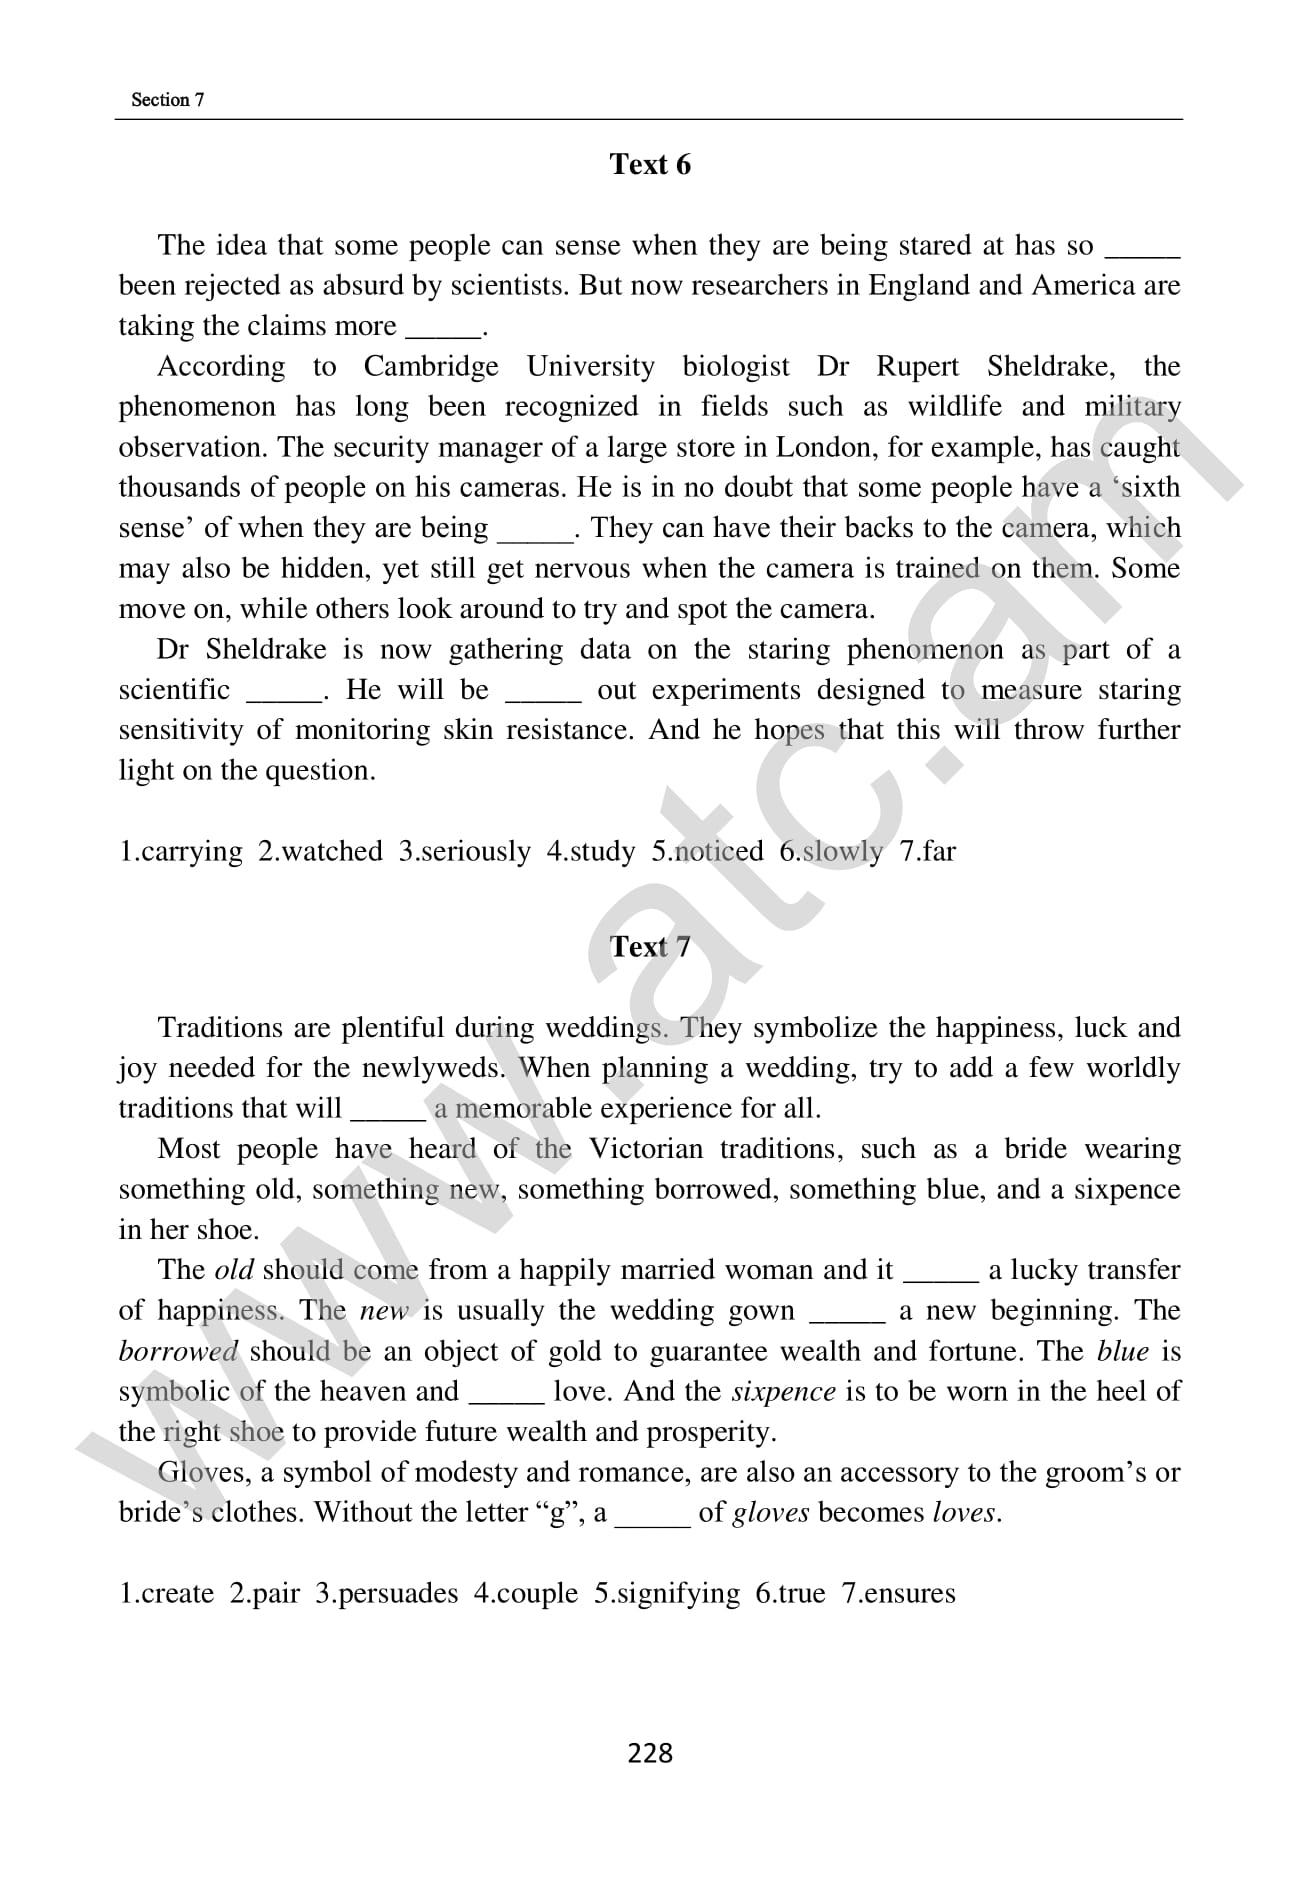 Section 7
Text 6
The idea that some people can sense when they are being stared at has so _____
been rejected as absurd by scientists. But now researchers in England and America are
taking the claims more _____.
According to Cambridge University biologist Dr Rupert Sheldrake, the
phenomenon has long been recognized in fields such as wildlife and military
observation. The security manager of a large store in London, for example, has caught
thousands of people on his cameras. He is in no doubt that some people have a ‘sixth
sense’ of when they are being _____. They can have their backs to the camera, which
may also be hidden, yet still get nervous when the camera is trained on them. Some
move on, while others look around to try and spot the camera.
Dr Sheldrake is now gathering data on the staring phenomenon as part of a
scientific _____. He will be _____ out experiments designed to measure staring
sensitivity of monitoring skin resistance. And he hopes that this will throw further
light on the question.
1.carrying 2.watched 3.seriously 4.study 5.noticed 6.slowly 7.far
Text 7
Traditions are plentiful during weddings. They symbolize the happiness, luck and
joy needed for the newlyweds. When planning a wedding, try to add a few worldly
traditions that will _____ a memorable experience for all.
Most people have heard of the Victorian traditions, such as a bride wearing
something old, something new, something borrowed, something blue, and a sixpence
in her shoe.
The old should come from a happily married woman and it _____ a lucky transfer
of happiness. The new is usually the wedding gown _____ a new beginning. The
borrowed should be an object of gold to guarantee wealth and fortune. The blue is
symbolic of the heaven and _____ love. And the sixpence is to be worn in the heel of
the right shoe to provide future wealth and prosperity.
Gloves, a symbol of modesty and romance, are also an accessory to the groom’s or
bride’s clothes. Without the letter “g”, a _____ of gloves becomes loves.
1.create 2.pair 3.persuades 4.couple 5.signifying 6.true 7.ensures
228
www.atc.am